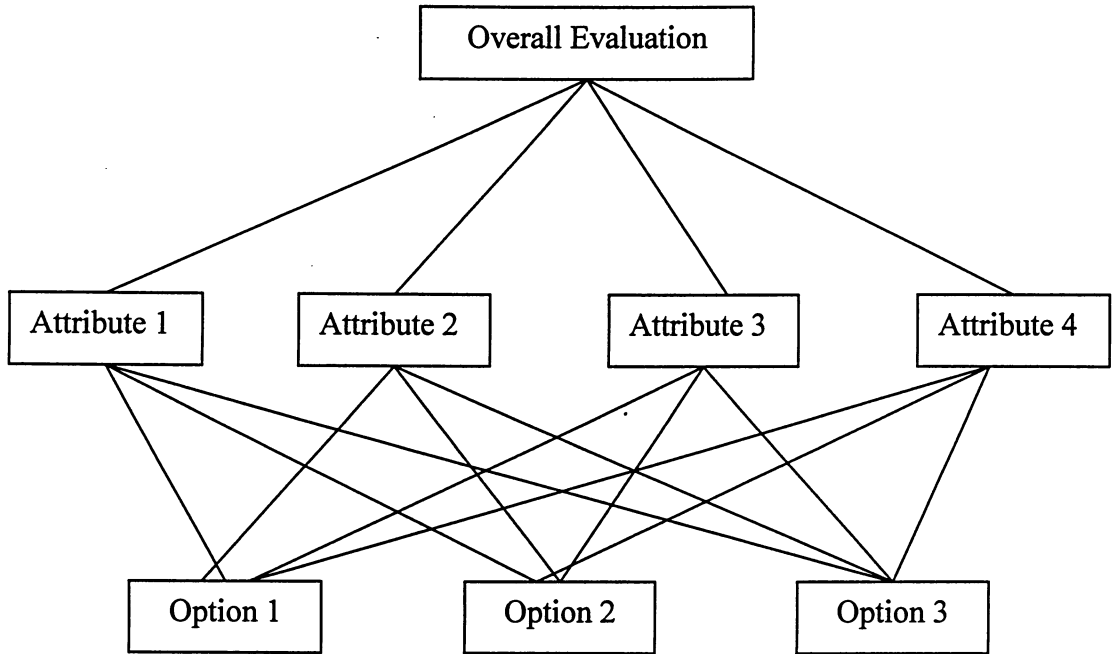 Overall Evaluation
Attribute 1
Attribute 2
Attribute 3
Attribute 4
Option 1
Option 2
Option 3